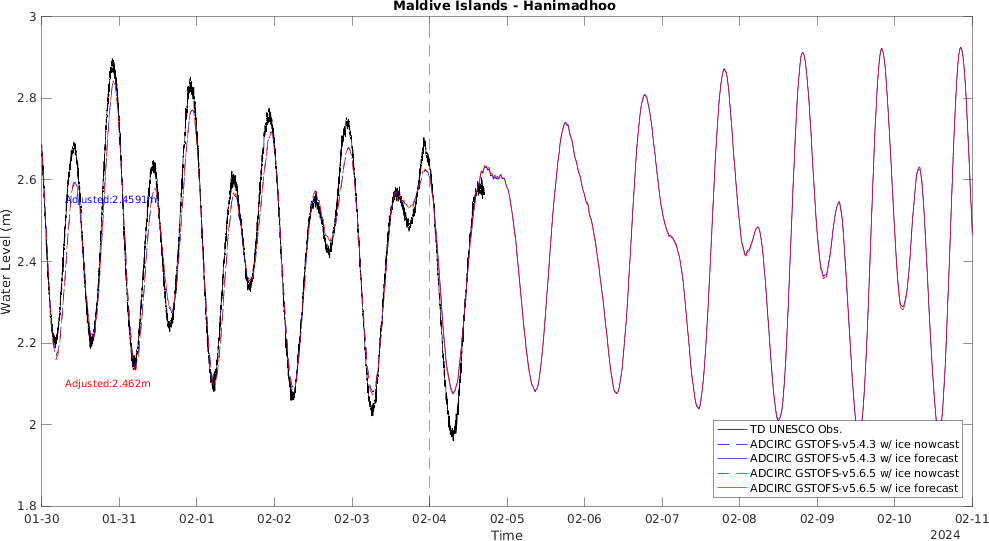 Maldive Islands - Hanimadhoo
3
2.8
2.6
2.4
2.2
2
1.8
Water Level (m)
Adjusted:2.4591m
Adjusted:2.462m
TD UNESCO Obs.
ADCIRC GSTOFS-v5.4.3 w/ ice nowcast
ADCIRC GSTOFS-v5.4.3 w/ ice forecast
ADCIRC GSTOFS-v5.6.5 w/ ice nowcast
ADCIRC GSTOFS-v5.6.5 w/ ice forecast
01-30 01-31 02-01 02-02 02-03 02-04 02-05 02-06 02-07 02-08 02-09 02-10 02-11
Time
2024